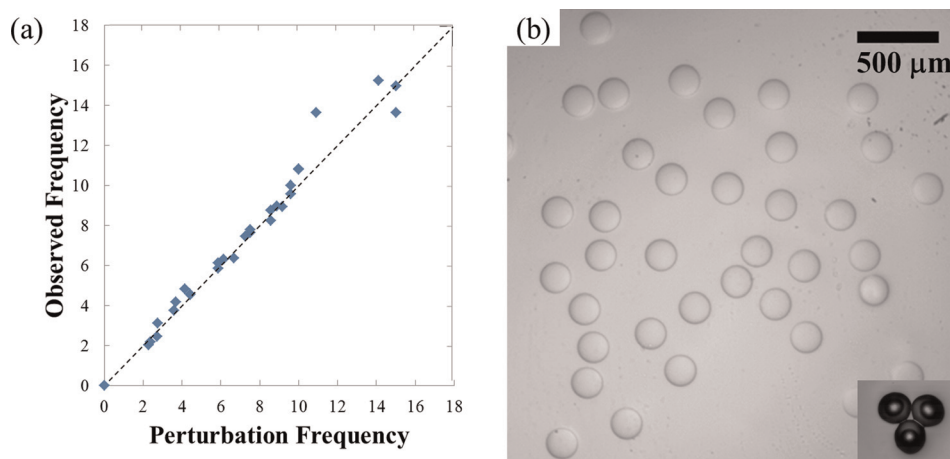 (a)
18
16
14
12
10
8
6
4
2
0
Observed Frequency
0 2 4 6 8 10 12 14 16 18
Perturbation Frequency
(b)
500 μm